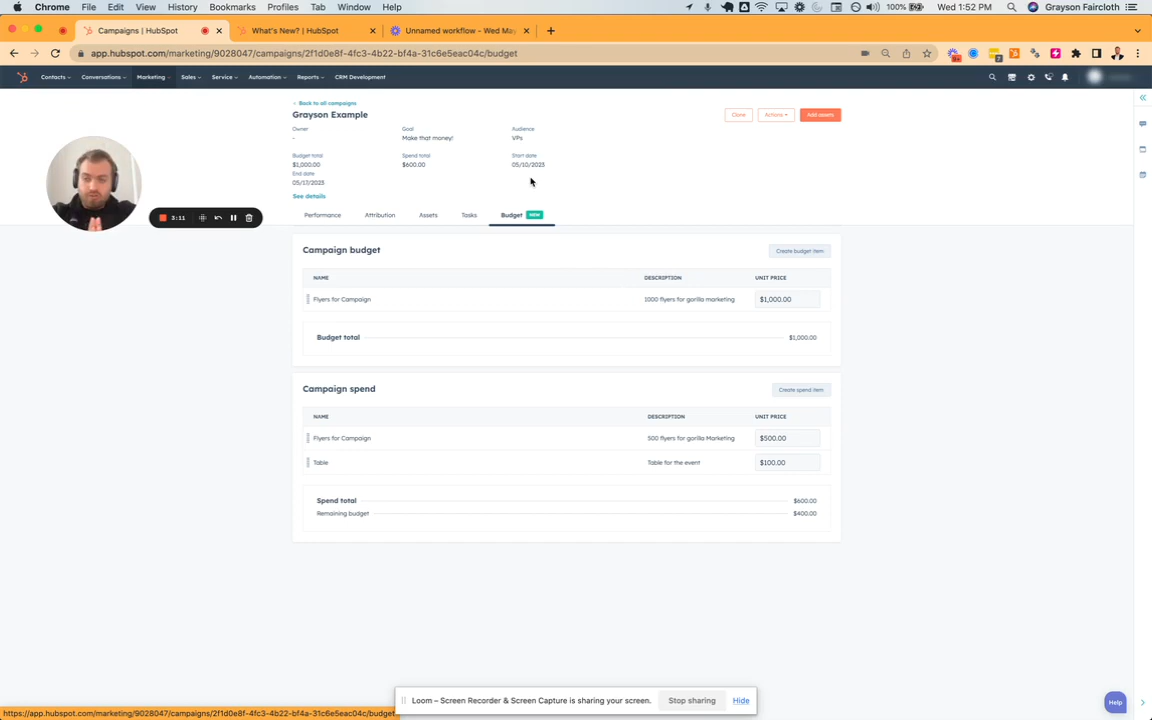 Chrome File Edit View History Bookmarks Profiles Tab Window Help
100% Wed 1:52 PM Grayson Faircloth
Campaigns | HubSpot What's New? | HubSpot Unnamed workflow - Wed May
app.hubspot.com/marketing/9028047/campaigns/2f1d0e8f-4fc3-4b22-bf4a-31c6e5eac04c/budget
9+ 7
Contacts Conversations Marketing Sales Service Automation Reports CRM Development
Back to all campaigns
Grayson Example
Clone Actions Add assets
Owner Goal Audience
- Make that money! VPs
Budget total Spend total Start date
$1,000.00 $600.00 05/10/2023
End date
05/17/2023
See details
3:11
Performance Attribution Assets Tasks Budget NEW
Campaign budget Create budget item
NAME DESCRIPTION UNIT PRICE
Flyers for Campaign 1000 flyers for gorilla marketing $1,000.00
Budget total $1,000.00
Campaign spend Create spend item
NAME DESCRIPTION UNIT PRICE
Flyers for Campaign 500 flyers for gorilla Marketing $500.00
Table Table for the event $100.00
Spend total $600.00
Remaining budget $400.00
Loom – Screen Recorder & Screen Capture is sharing your screen. Stop sharing Hide
Help
https://app.hubspot.com/marketing/9028047/campaigns/2f1d0e8f-4fc3-4b22-bf4a-31c6e5eac04c/budget